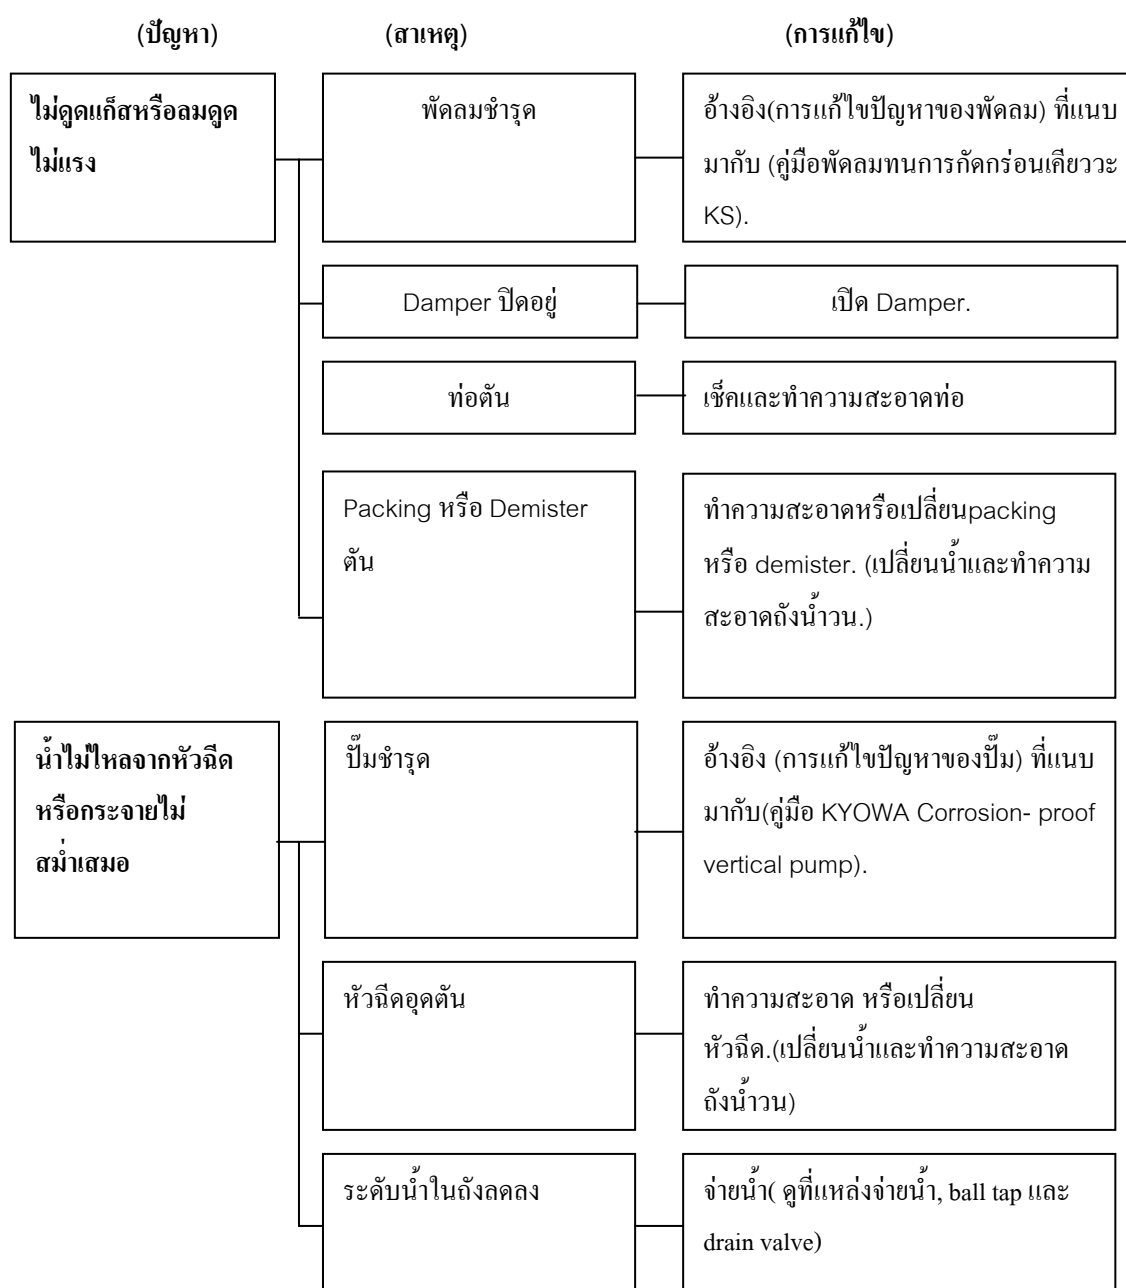 (ปัญหา) (สาเหตุ) (การแก้ไข)
ไม่ดูดแก็สหรือลมดูด
ไม่แรง
พัดลมชำรุด
อ้างอิง(การแก้ไขปัญหาของพัดลม) ที่แนบ
มากับ (คู่มือพัดลมทนการกัดกร่อนเคียววะ
KS).
Damper ปิดอยู่
เปิด Damper.
ท่อตัน
เช็คและทำความสะอาดท่อ
Packing หรือ Demister
ตัน
ทำความสะอาดหรือเปลี่ยนpacking
หรือ demister. (เปลี่ยนน้ำและทำความ
สะอาดถังน้ำวน.)
น้ำไม่ไหลจากหัวฉีด
หรือกระจายไม่
สม่ำเสมอ
ปั๊มชำรุด
อ้างอิง (การแก้ไขปัญหาของปั๊ม) ที่แนบ
มากับ(คู่มือ KYOWA Corrosion- proof
vertical pump).
หัวฉีดอุดตัน
ทำความสะอาด หรือเปลี่ยน
หัวฉีด.(เปลี่ยนน้ำและทำความสะอาด
ถังน้ำวน)
ระดับน้ำในถังลดลง
จ่ายน้ำ( ดูที่แหล่งจ่ายน้ำ, ball tap และ
drain valve)